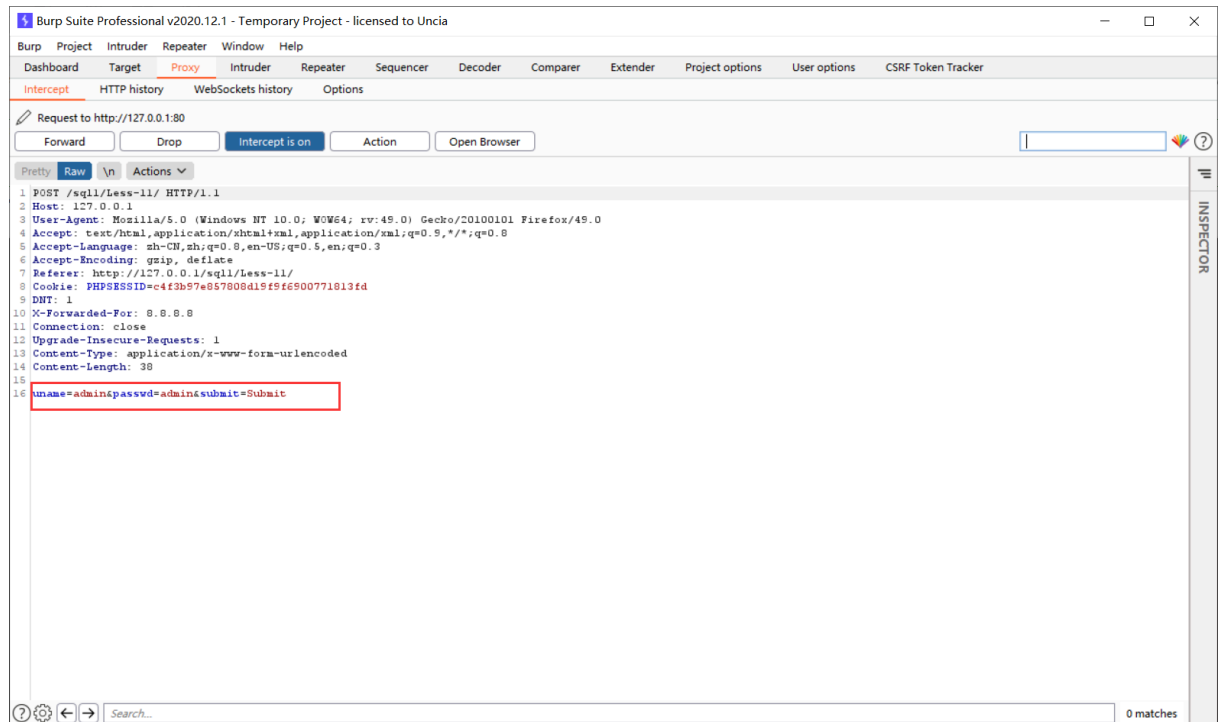 Burp Suite Professional v2020.12.1 - Temporary Project - licensed to Uncia
Burp Project Intruder Repeater Window Help
Dashboard Target Proxy Intruder Repeater Sequencer Decoder Comparer Extender Project options User options CSRF Token Tracker
Intercept HTTP history WebSockets history Options
Request to http://127.0.0.1:80
Forward Drop Intercept is on Action Open Browser
Pretty Raw \n Actions
1 POST /sql1/Less-11/ HTTP/1.1
2 Host: 127.0.0.1
3 User-Agent: Mozilla/5.0 (Windows NT 10.0; WOW64; rv:49.0) Gecko/20100101 Firefox/49.0
4 Accept: text/html,application/xhtml+xml,application/xml;q=0.9,*/*;q=0.8
5 Accept-Language: zh-CN,zh;q=0.8,en-US;q=0.5,en;q=0.3
6 Accept-Encoding: gzip, deflate
7 Referer: http://127.0.0.1/sql1/Less-11/
8 Cookie: PHPSESSID=c4f3b97e857808d19f9f6900771813fd
9 DNT: 1
10 X-Forwarded-For: 8.8.8.8
11 Connection: close
12 Upgrade-Insecure-Requests: 1
13 Content-Type: application/x-www-form-urlencoded
14 Content-Length: 38
15
16 uname=admin&passwd=admin&submit=Submit
INSPECTOR
Search...
0 matches